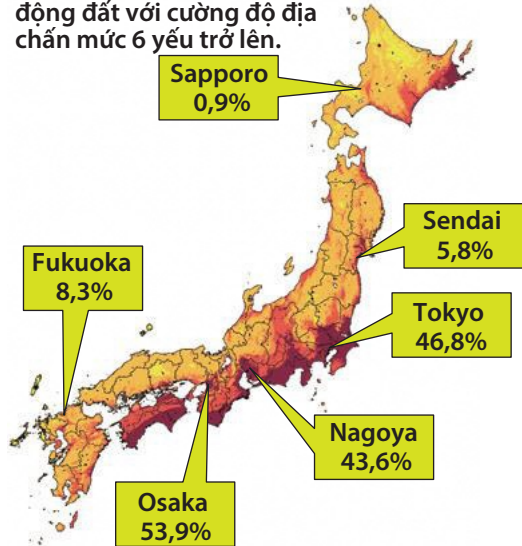 động đất với cường độ địa
chấn mức 6 yếu trở lên.
Sapporo
0,9%
Sendai
5,8%
Fukuoka
8,3%
Tokyo
46,8%
Nagoya
43,6%
Osaka
53,9%